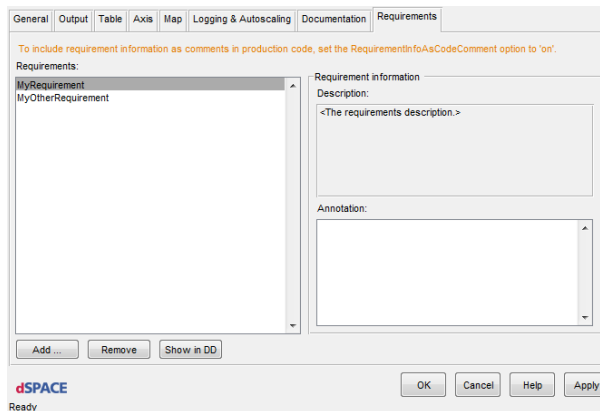 General Output Table Axis Map Logging & Autoscaling Documentation Requirements
To include requirement information as comments in production code, set the RequirementInfoAsCodeComment option to 'on'.
Requirements:
MyRequirement
MyOtherRequirement
Requirement information
Description:
<The requirements description.>
Annotation:
Add ... Remove Show in DD
OK Cancel Help Apply
dSPACE
Ready